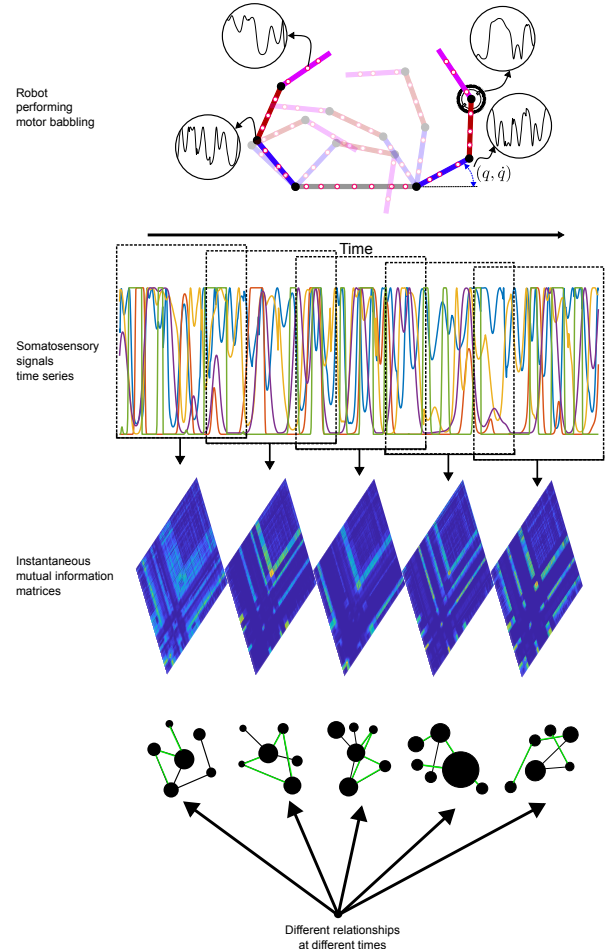 Robot
performing
motor babbling
(q, q̇)
Time
Somatosensory
signals
time series
Instantaneous
mutual information
matrices
Different relationships
at different times